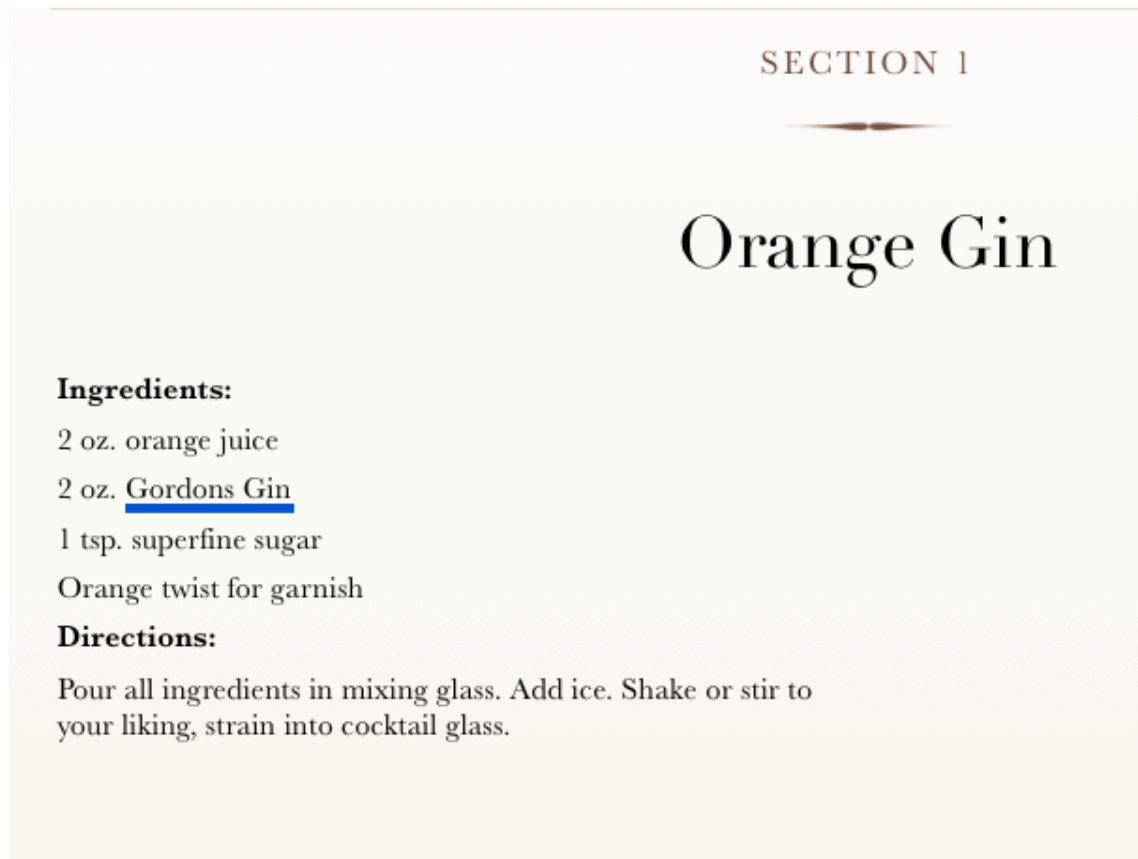 SECTION 1
Orange Gin
Ingredients:
2 oz. orange juice
2 oz. Gordons Gin
1 tsp. superfine sugar
Orange twist for garnish
Directions:
Pour all ingredients in mixing glass. Add ice. Shake or stir to
your liking, strain into cocktail glass.